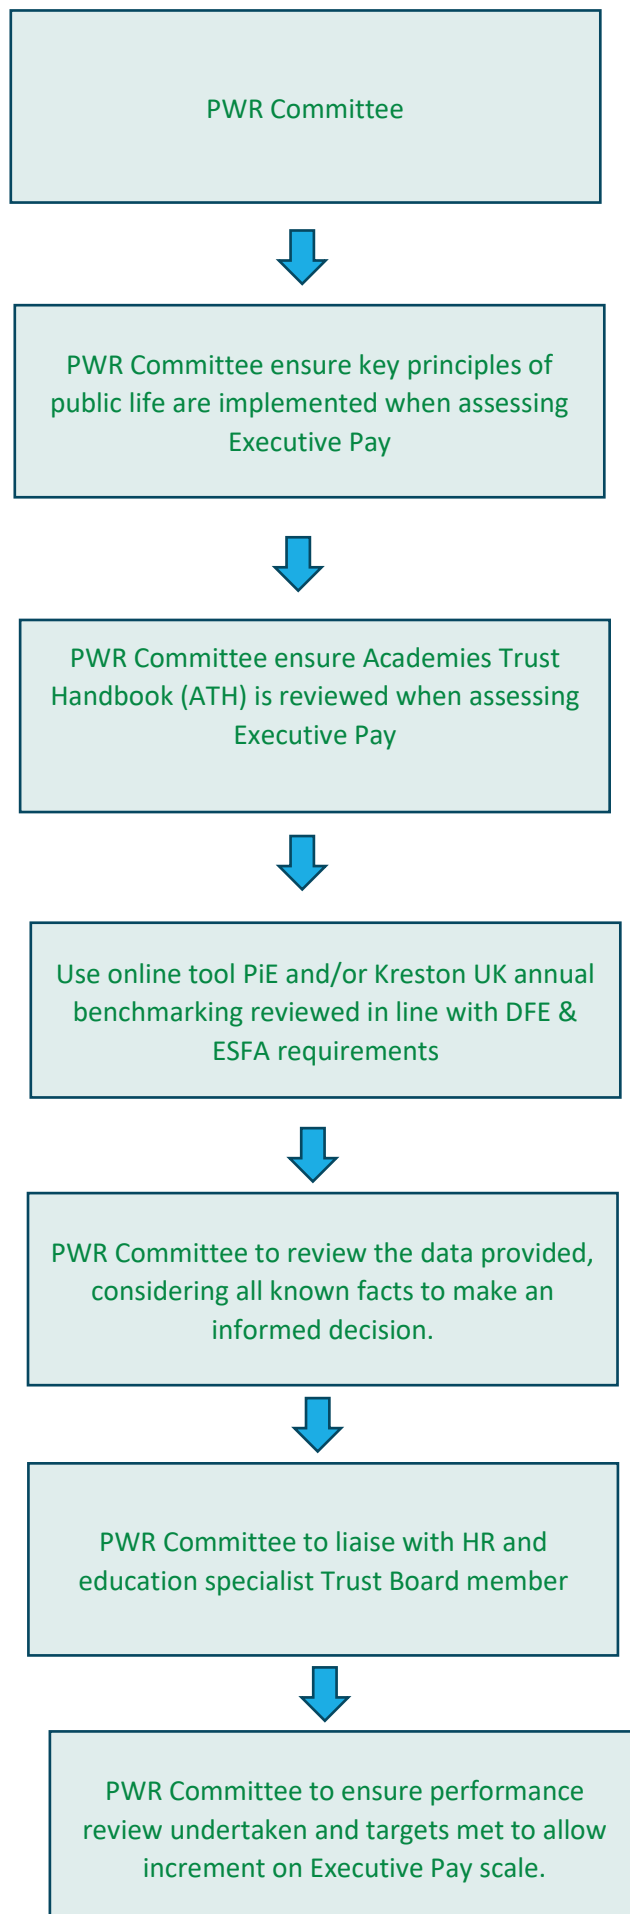 PWR Committee
PWR Committee ensure key principles of
public life are implemented when assessing
Executive Pay
PWR Committee ensure Academies Trust
Handbook (ATH) is reviewed when assessing
Executive Pay
Use online tool PiE and/or Kreston UK annual
benchmarking reviewed in line with DFE &
ESFA requirements
PWR Committee to review the data provided,
considering all known facts to make an
informed decision.
PWR Committee to liaise with HR and
education specialist Trust Board member
PWR Committee to ensure performance
review undertaken and targets met to allow
increment on Executive Pay scale.